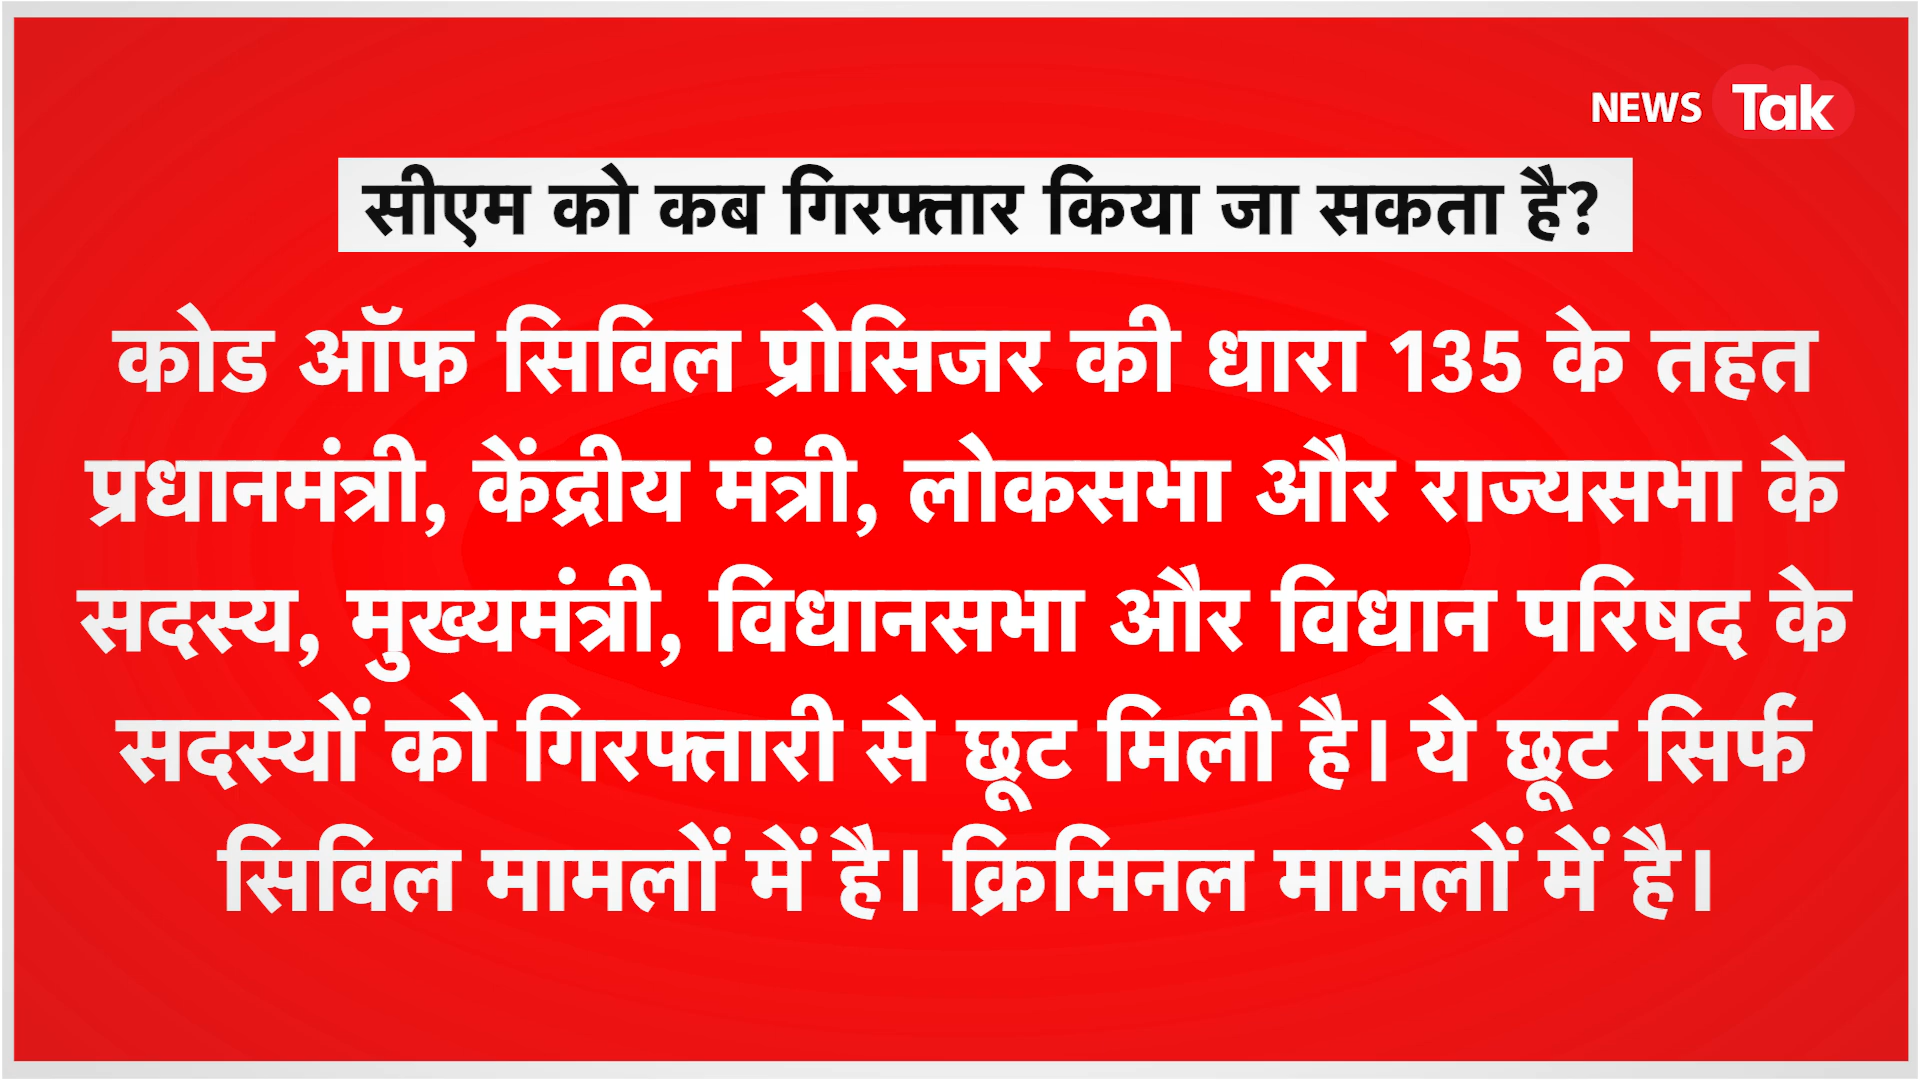 NEWS Tak
सीएम को कब गिरफ्तार किया जा सकता है?
कोड ऑफ सिविल प्रोसिजर की धारा 135 के तहत
प्रधानमंत्री, केंद्रीय मंत्री, लोकसभा और राज्यसभा के
सदस्य, मुख्यमंत्री, विधानसभा और विधान परिषद के
सदस्यों को गिरफ्तारी से छूट मिली है। ये छूट सिर्फ
सिविल मामलों में है। क्रिमिनल मामलों में है।